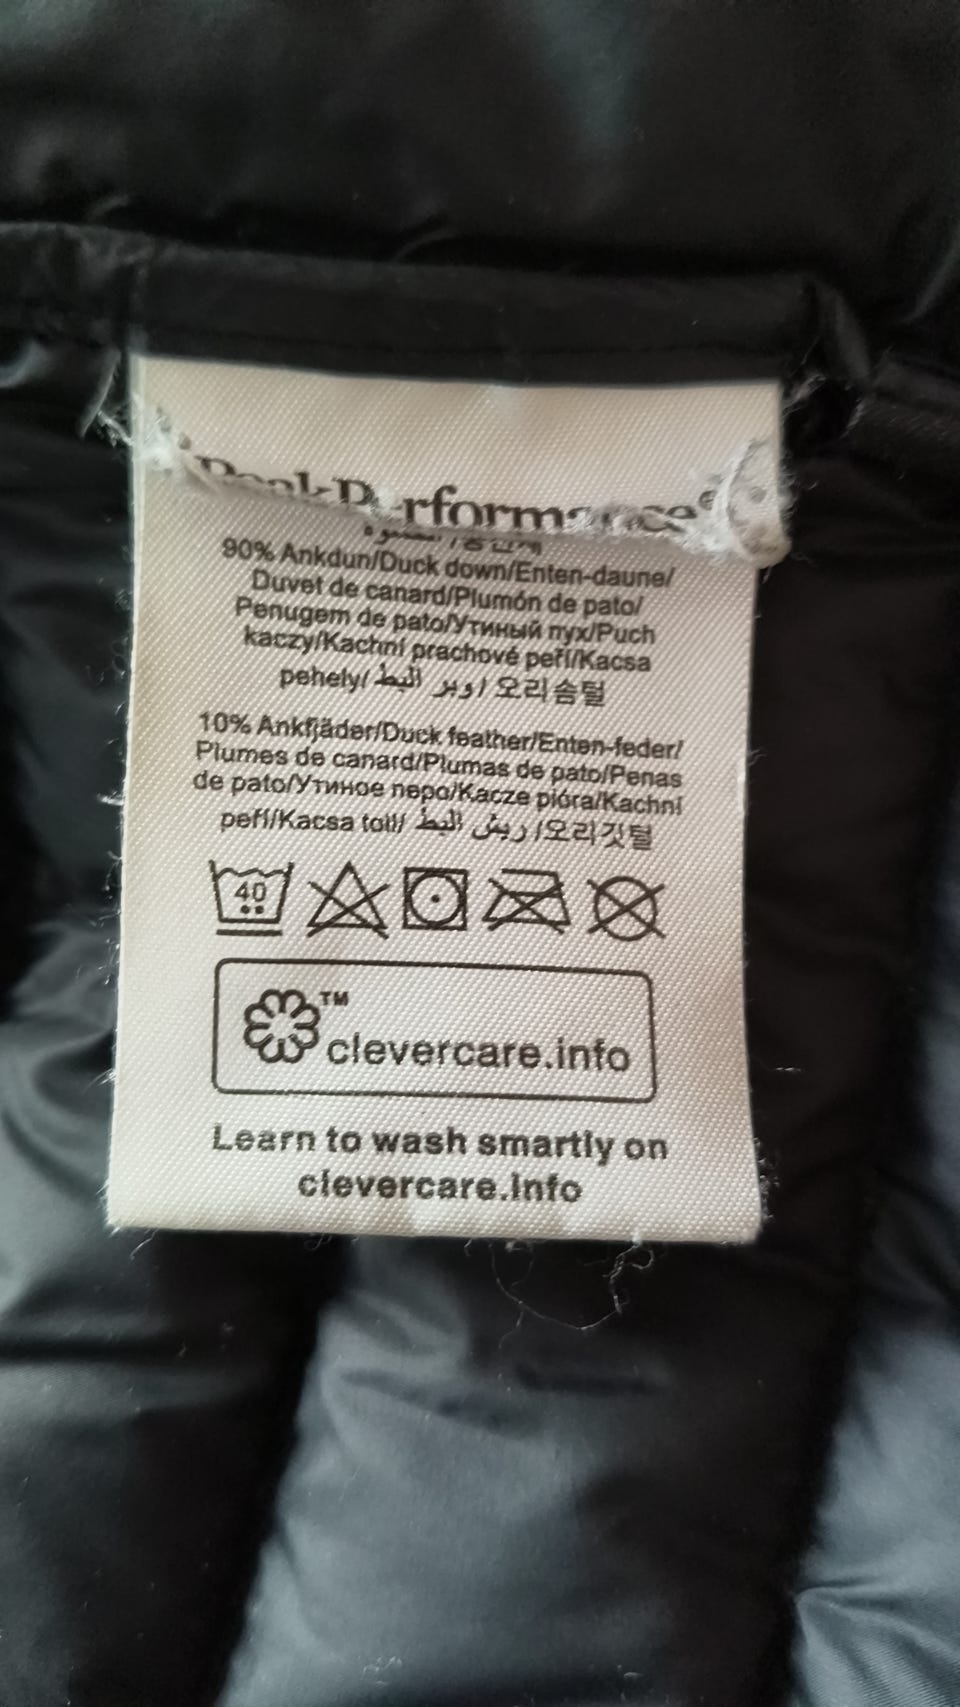 PeakPerformance®
90% Ankdun/Duck down/Enten-daune/
Duvet de canard/Plumón de pato/
Penugem de pato/Утиный пух/Puch
kaczy/Kachní prachové peří/Kacsa
pehely/وبر البط/오리솜털
10% Ankfjäder/Duck feather/Enten-feder/
Plumes de canard/Plumas de pato/Penas
de pato/Утиное перо/Kacze pióra/Kachní
peří/Kacsa toll/ريش البط/오리깃털
40
TM
clevercare.info
Learn to wash smartly on
clevercare.info